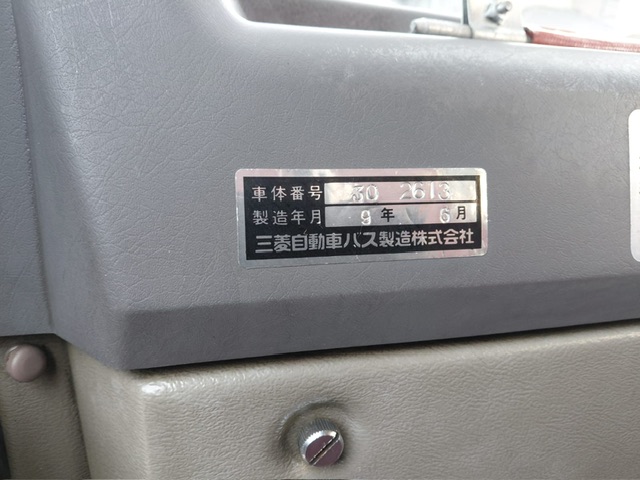 車体番号 30 2613
製造年月 9年 6月
三菱自動車バス製造株式会社